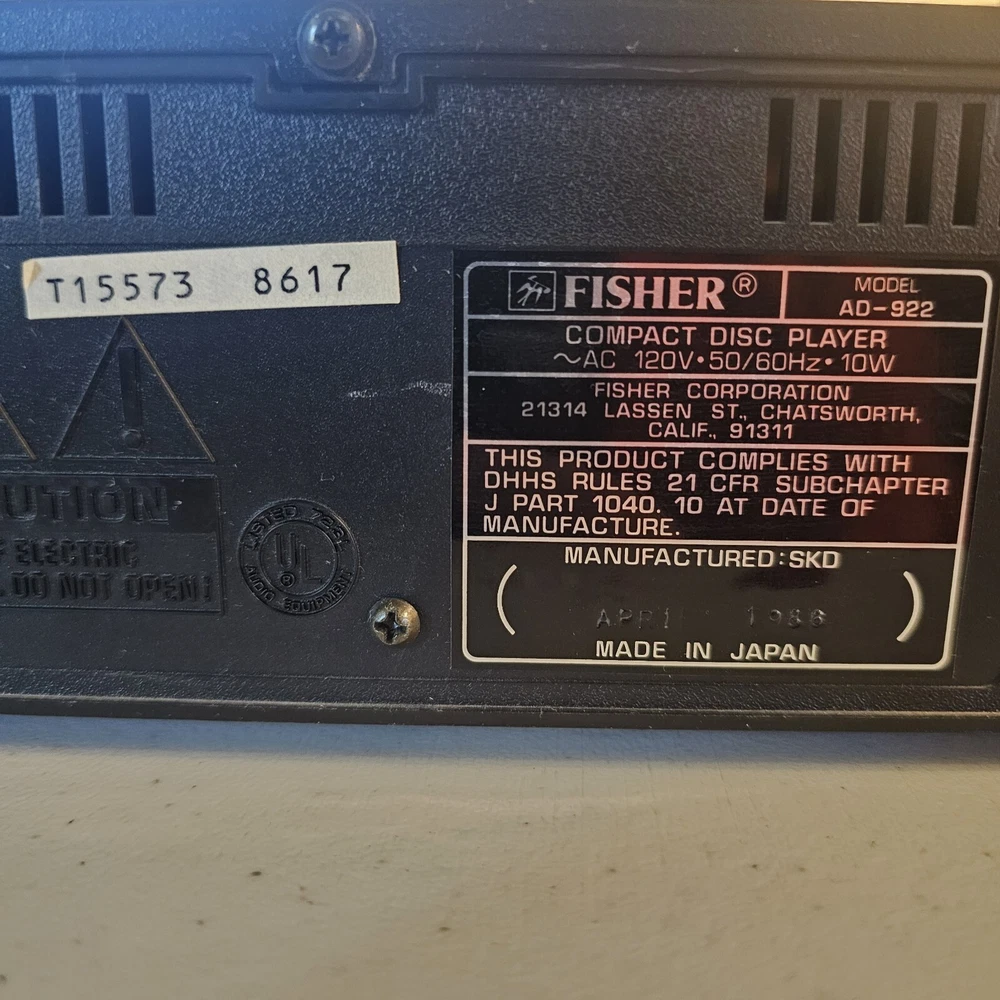 T15573 8617
UTION
ELECTRIC
DO NOT OPEN
LISTED
UL®
AUDIO EQUIPMENT
FISHER®
MODEL
AD-922
COMPACT DISC PLAYER
~AC 120V•50/60Hz•10W
FISHER CORPORATION
21314 LASSEN ST., CHATSWORTH,
CALIF., 91311
THIS PRODUCT COMPLIES WITH
DHHS RULES 21 CFR SUBCHAPTER
J PART 1040. 10 AT DATE OF
MANUFACTURE.
MANUFACTURED:SKD
1986
MADE IN JAPAN